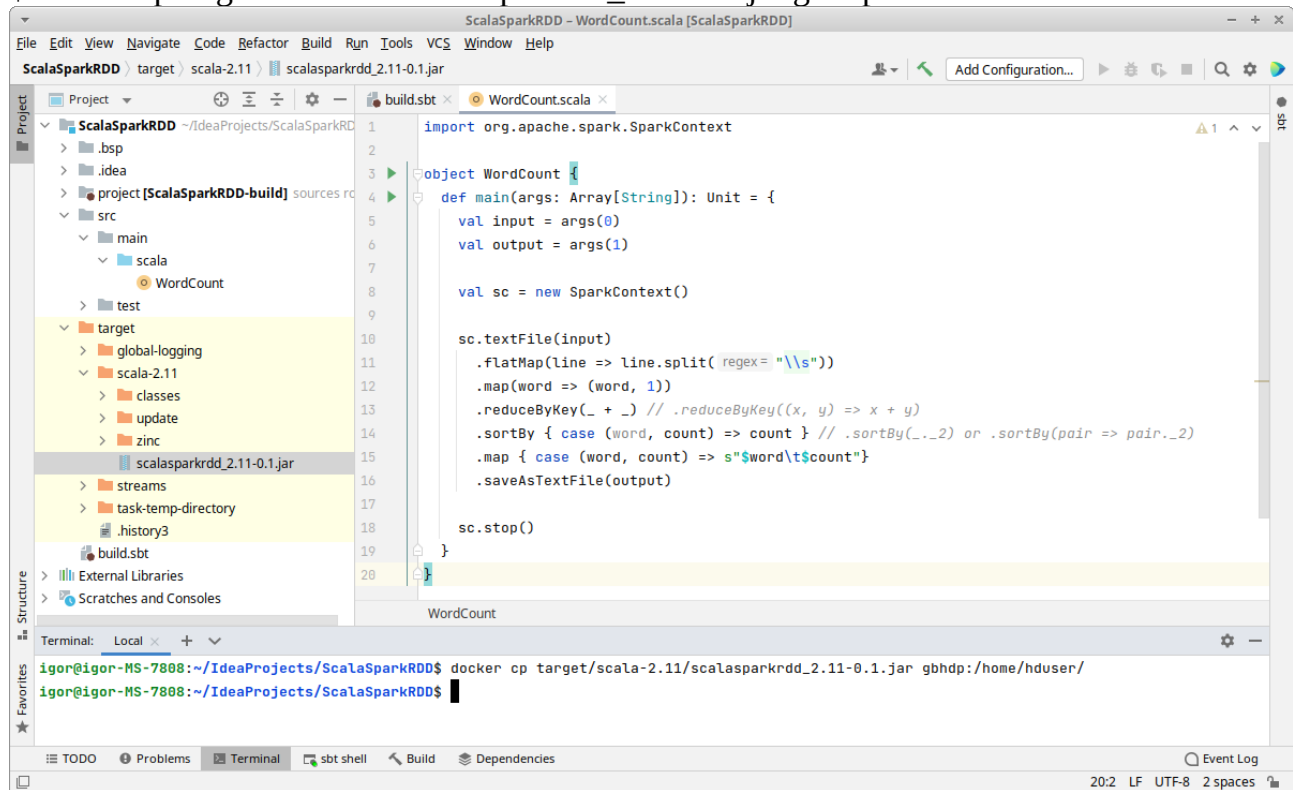 ScalaSparkRDD – WordCount.scala [ScalaSparkRDD]
File Edit View Navigate Code Refactor Build Run Tools VCS Window Help
ScalaSparkRDD target scala-2.11 scalasparkrdd_2.11-0.1.jar Add Configuration...
Project
build.sbt WordCount.scala
Project
ScalaSparkRDD ~/IdeaProjects/ScalaSparkRD
.bsp
.idea
project [ScalaSparkRDD-build] sources ro
src
main
scala
WordCount
test
target
global-logging
scala-2.11
classes
update
zinc
scalasparkrdd_2.11-0.1.jar
streams
task-temp-directory
.history3
build.sbt
External Libraries
Scratches and Consoles
1 import org.apache.spark.SparkContext
2
3 object WordCount {
4 def main(args: Array[String]): Unit = {
5 val input = args(0)
6 val output = args(1)
7
8 val sc = new SparkContext()
9
10 sc.textFile(input)
11 .flatMap(line => line.split( regex = "\\s"))
12 .map(word => (word, 1))
13 .reduceByKey(_ + _) // .reduceByKey((x, y) => x + y)
14 .sortBy { case (word, count) => count } // .sortBy(_._2) or .sortBy(pair => pair._2)
15 .map { case (word, count) => s"$word\t$count"}
16 .saveAsTextFile(output)
17
18 sc.stop()
19 }
20 }
1
sbt
WordCount
Structure
Favorites
Terminal: Local
igor@igor-MS-7808:~/IdeaProjects/ScalaSparkRDD$ docker cp target/scala-2.11/scalasparkrdd_2.11-0.1.jar gbhdp:/home/hduser/
igor@igor-MS-7808:~/IdeaProjects/ScalaSparkRDD$
TODO Problems Terminal sbt shell Build Dependencies Event Log
20:2 LF UTF-8 2 spaces